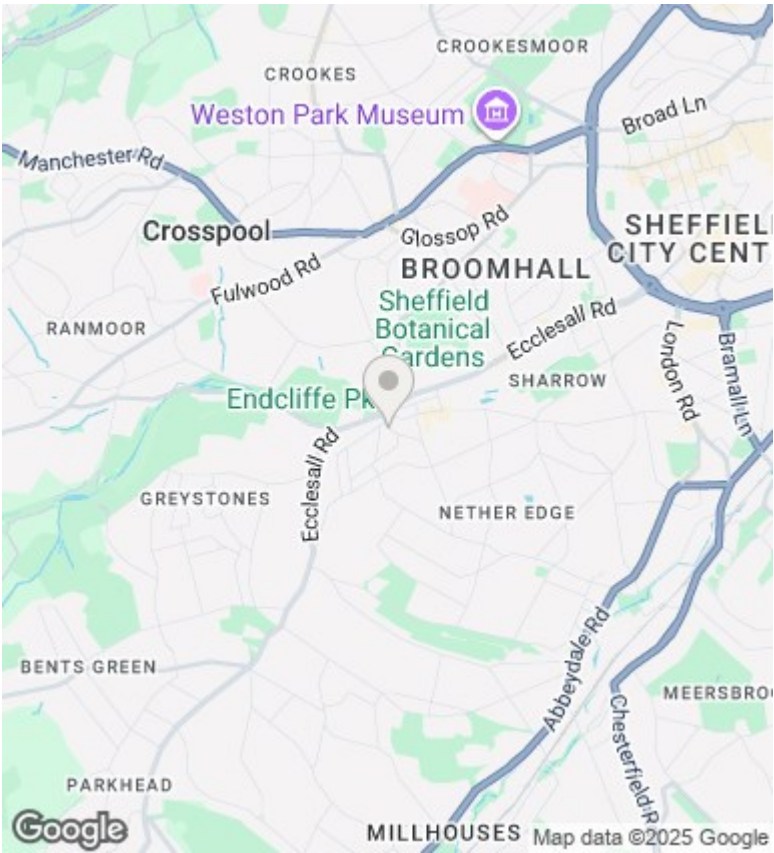 CROOKESMOOR
CROOKES
Weston Park Museum
Broad Ln
Manchester Rd
Crosspool
Glossop Rd
SHEFFIEL
CITY CENT
BROOMHALL
Fulwood Rd
Sheffield
Botanical
Gardens
RANMOOR
Ecclesall Rd
London Rd
Bramall Ln
SHARROW
Endcliffe Pk
Ecclesall Rd
GREYSTONES
NETHER EDGE
Abbeydale Rd
BENTS GREEN
MEERSBRO
Chesterfield R
PARKHEAD
Google
MILLHOUSES
Map data ©2025 Google